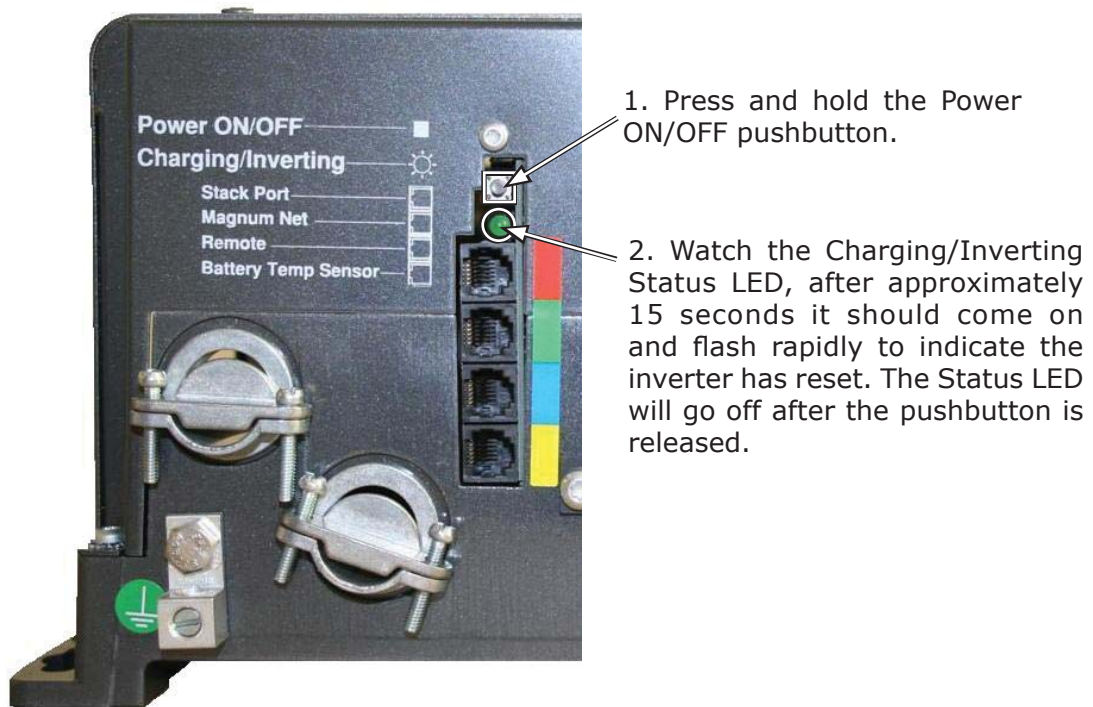 Power ON/OFF
Charging/Inverting
Stack Port
Magnum Net
Remote
Battery Temp Sensor
1. Press and hold the Power
ON/OFF pushbutton.
2. Watch the Charging/Inverting
Status LED, after approximately
15 seconds it should come on
and flash rapidly to indicate the
inverter has reset. The Status LED
will go off after the pushbutton is
released.